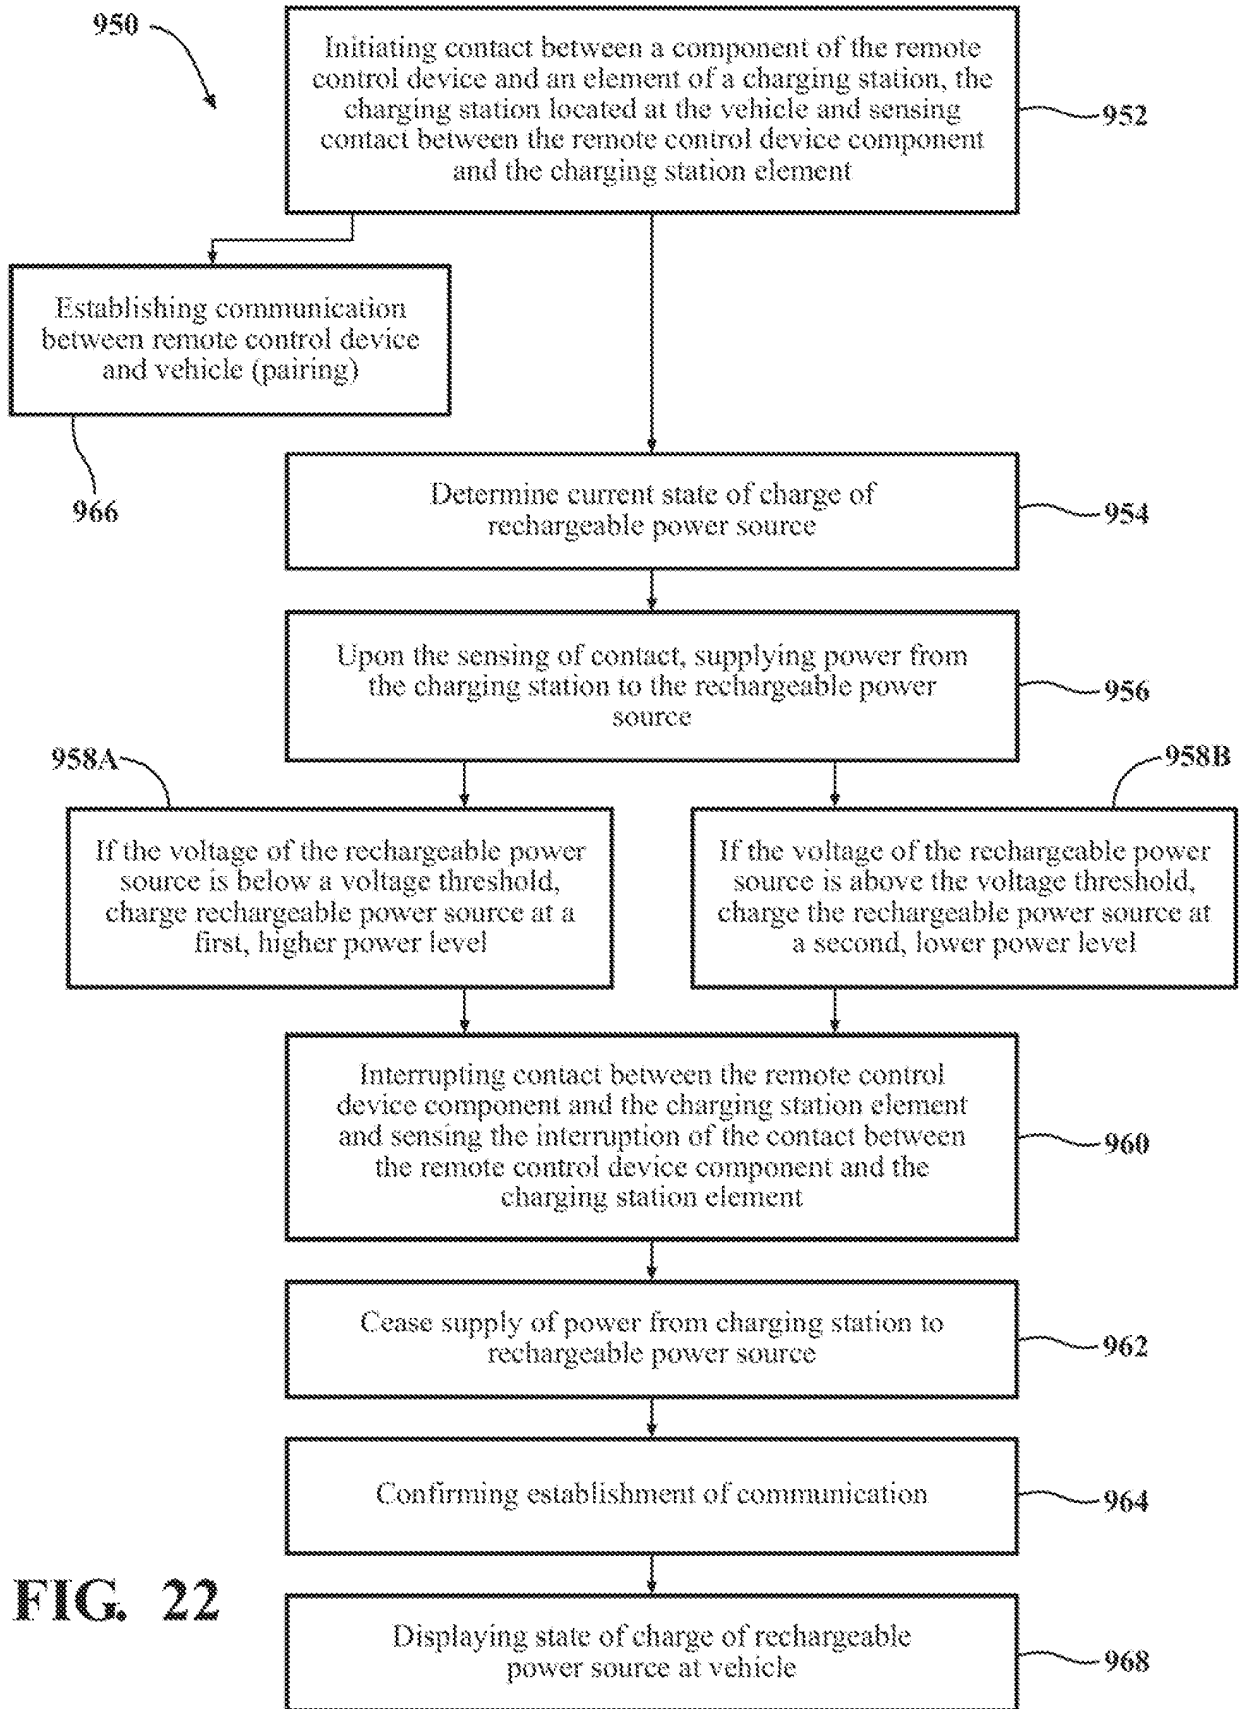 950
Initiating contact between a component of the remote
control device and an element of a charging station, the
charging station located at the vehicle and sensing
contact between the remote control device component
and the charging station element
952
Establishing communication
between remote control device
and vehicle (pairing)
966
Determine current state of charge of
rechargeable power source
954
Upon the sensing of contact, supplying power from
the charging station to the rechargeable power
source
956
958A
If the voltage of the rechargeable power
source is below a voltage threshold,
charge rechargeable power source at a
first, higher power level
958B
If the voltage of the rechargeable power
source is above the voltage threshold,
charge the rechargeable power source at
a second, lower power level
Interrupting contact between the remote control
device component and the charging station element
and sensing the interruption of the contact between
the remote control device component and the
charging station element
960
Cease supply of power from charging station to
rechargeable power source
962
Confirming establishment of communication
964
Displaying state of charge of rechargeable
power source at vehicle
968
FIG. 22